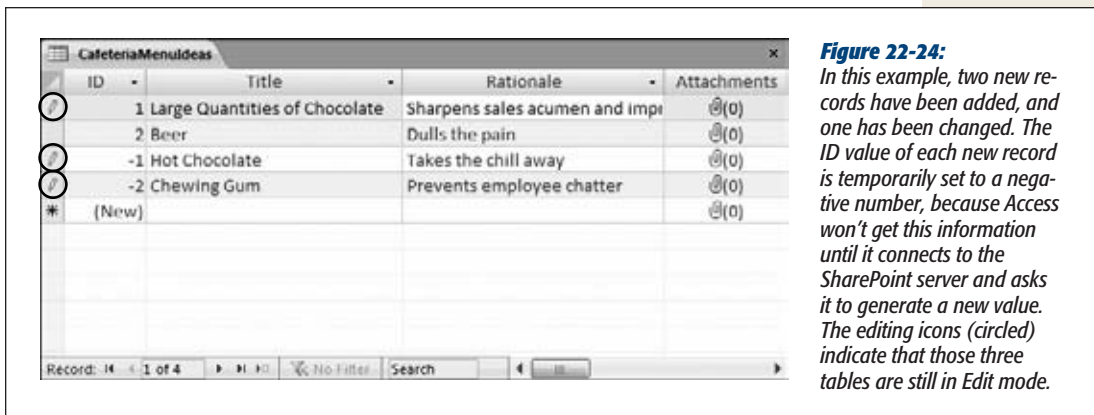 CafeteriaMenuIdeas
ID Title Rationale Attachments
1 Large Quantities of Chocolate Sharpens sales acumen and impr (0)
2 Beer Dulls the pain (0)
-1 Hot Chocolate Takes the chill away (0)
-2 Chewing Gum Prevents employee chatter (0)
(New) (0)
Record: 1 of 4 No Filter Search
Figure 22-24:
In this example, two new re-
cords have been added, and
one has been changed. The
ID value of each new record
is temporarily set to a nega-
tive number, because Access
won't get this information
until it connects to the
SharePoint server and asks
it to generate a new value.
The editing icons (circled)
indicate that those three
tables are still in Edit mode.